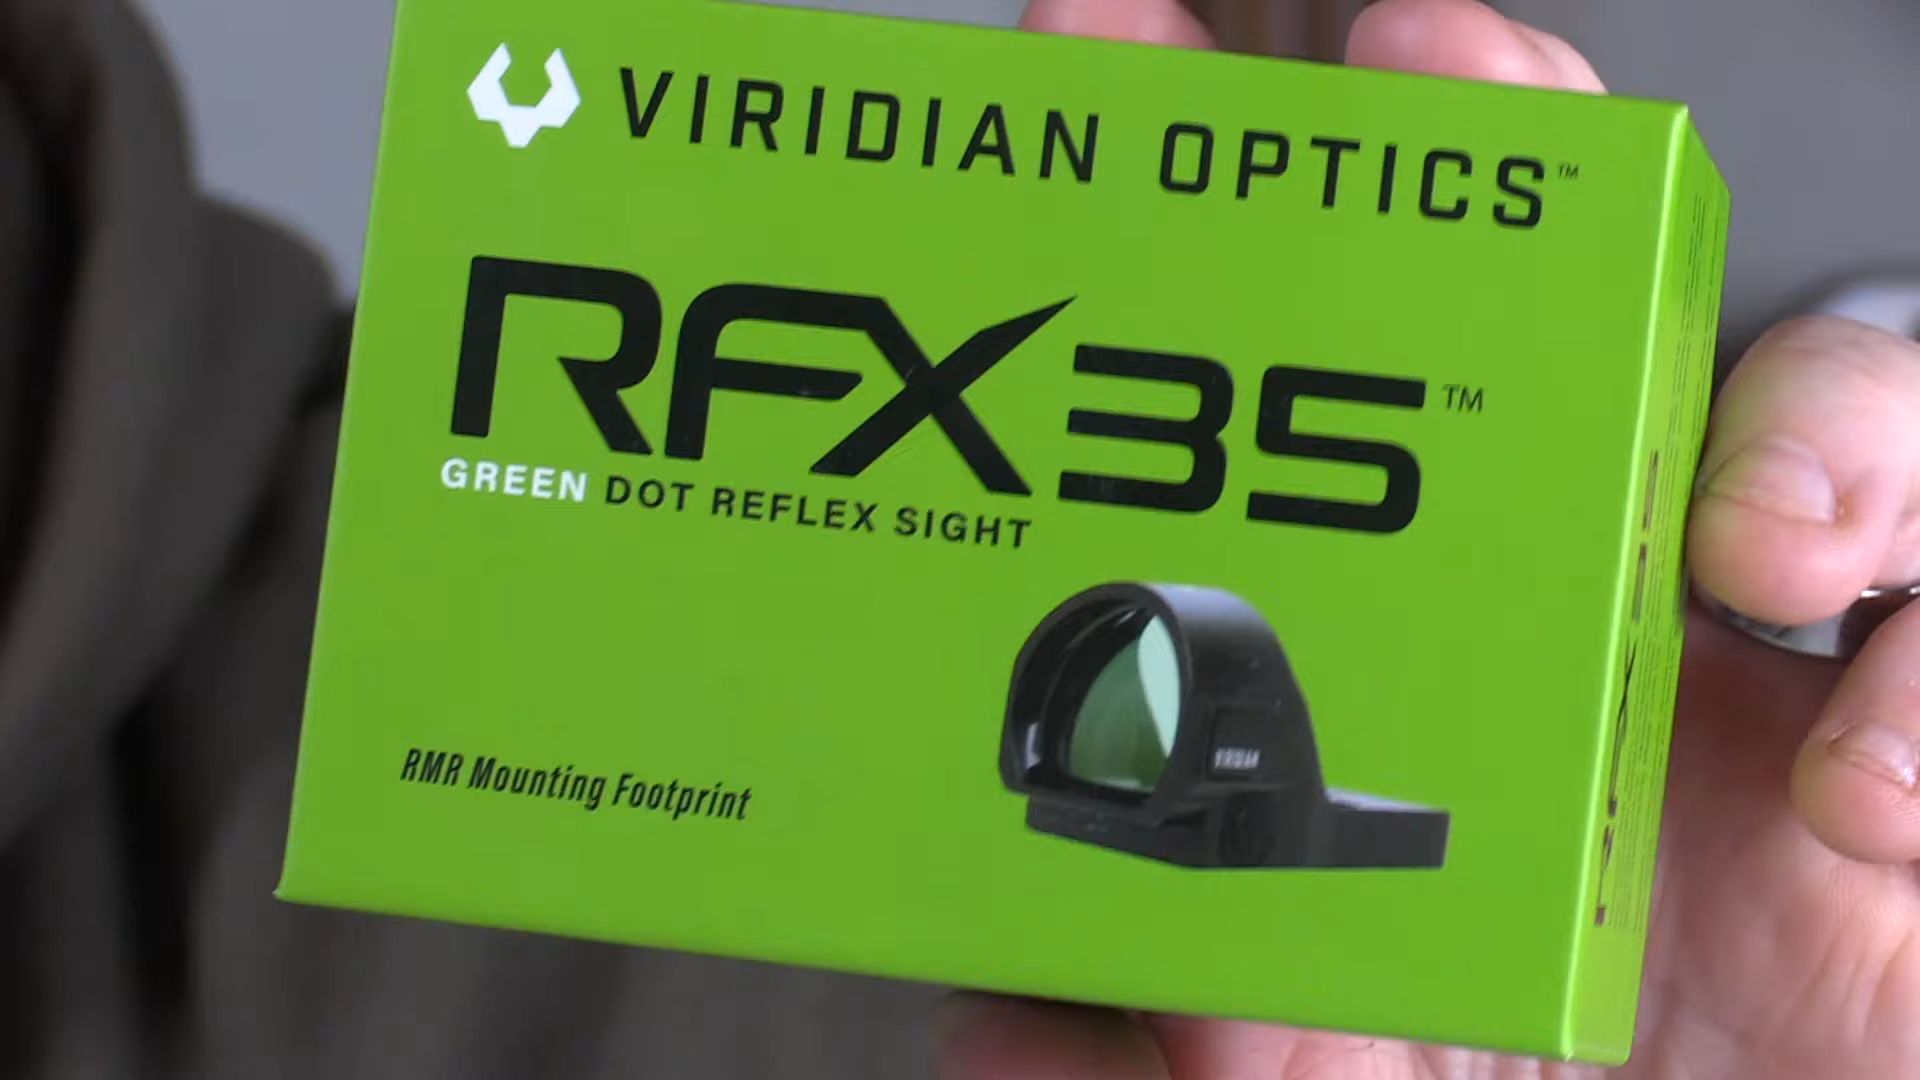 VIRIDIAN OPTICS™
RFX35™
GREEN DOT REFLEX SIGHT
RMR Mounting Footprint